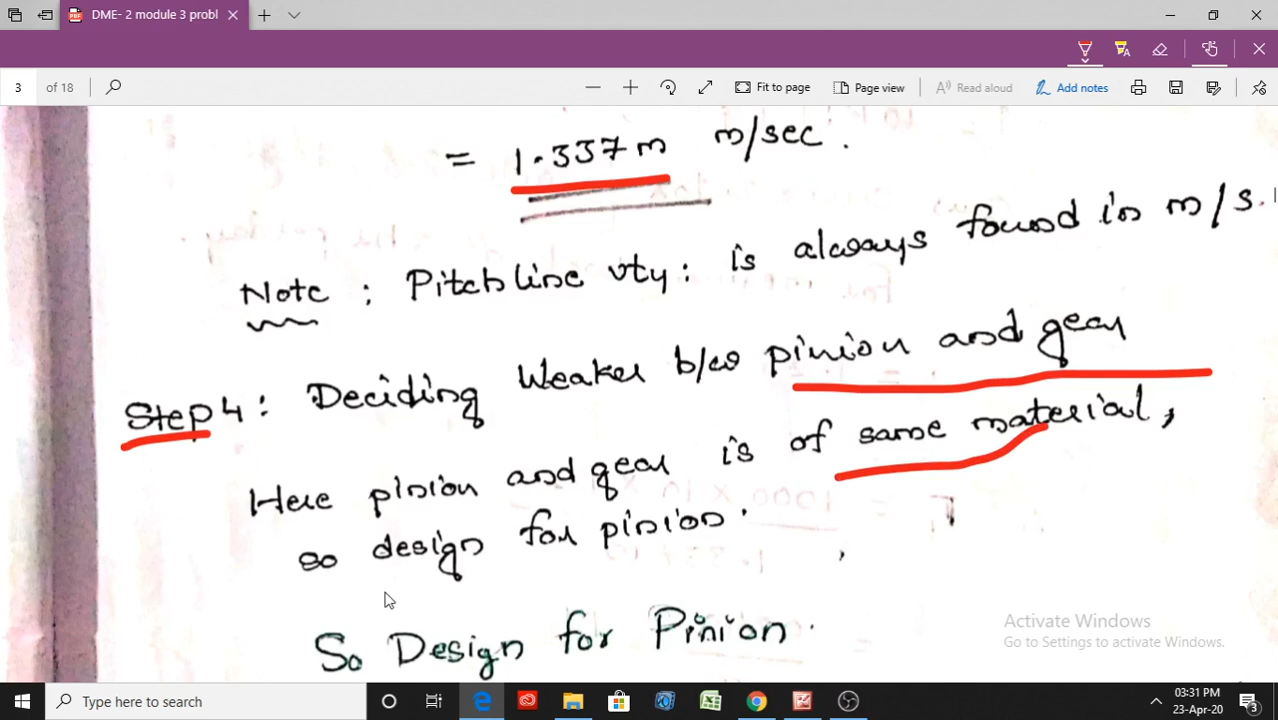 DME- 2 module 3 probl
3 of 18
Fit to page
Page view
Read aloud
Add notes
= 1.337m m/sec.
Note : Pitchline vty: is always found in m/s.
Step 4: Deciding Weaker b/w pinion and gear
Here pinion and gear is of same material,
so design for pinion.
So Design for Pinion.
Activate Windows
Go to Settings to activate Windows.
Type here to search
03:31 PM
23-Apr-20
3